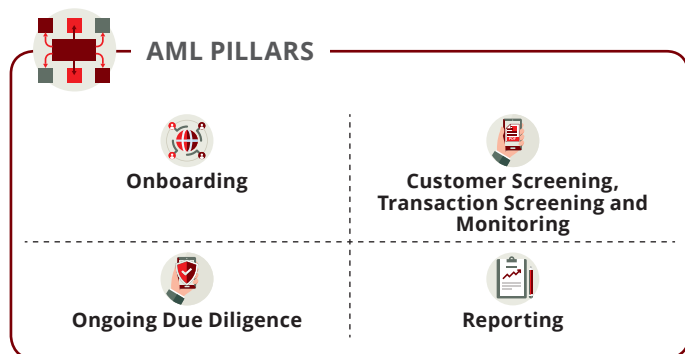 AML PILLARS
Onboarding
Customer Screening,
Transaction Screening and
Monitoring
Ongoing Due Diligence
Reporting